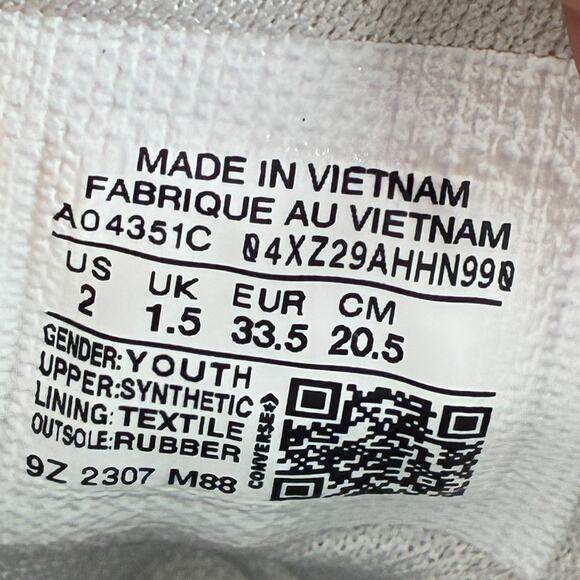 MADE IN VIETNAM
FABRIQUE AU VIETNAM
A04351C 04XZ29AHHN990
US UK EUR CM
2 1.5 33.5 20.5
GENDER: YOUTH
UPPER: SYNTHETIC
LINING: TEXTILE
OUTSOLE: RUBBER
9Z 2307 M88
CONVERSE